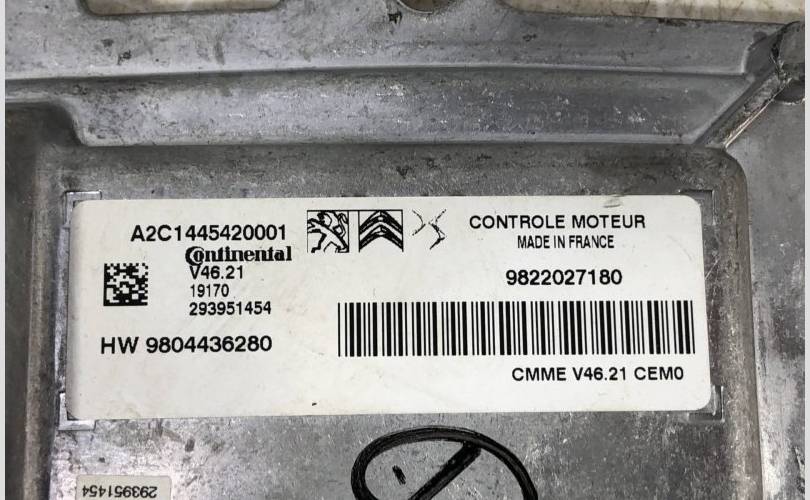 A2C1445420001
Continental
V46.21
19170
293951454
HW 9804436280
CONTROLE MOTEUR
MADE IN FRANCE
9822027180
CMME V46.21 CEM0
293951454